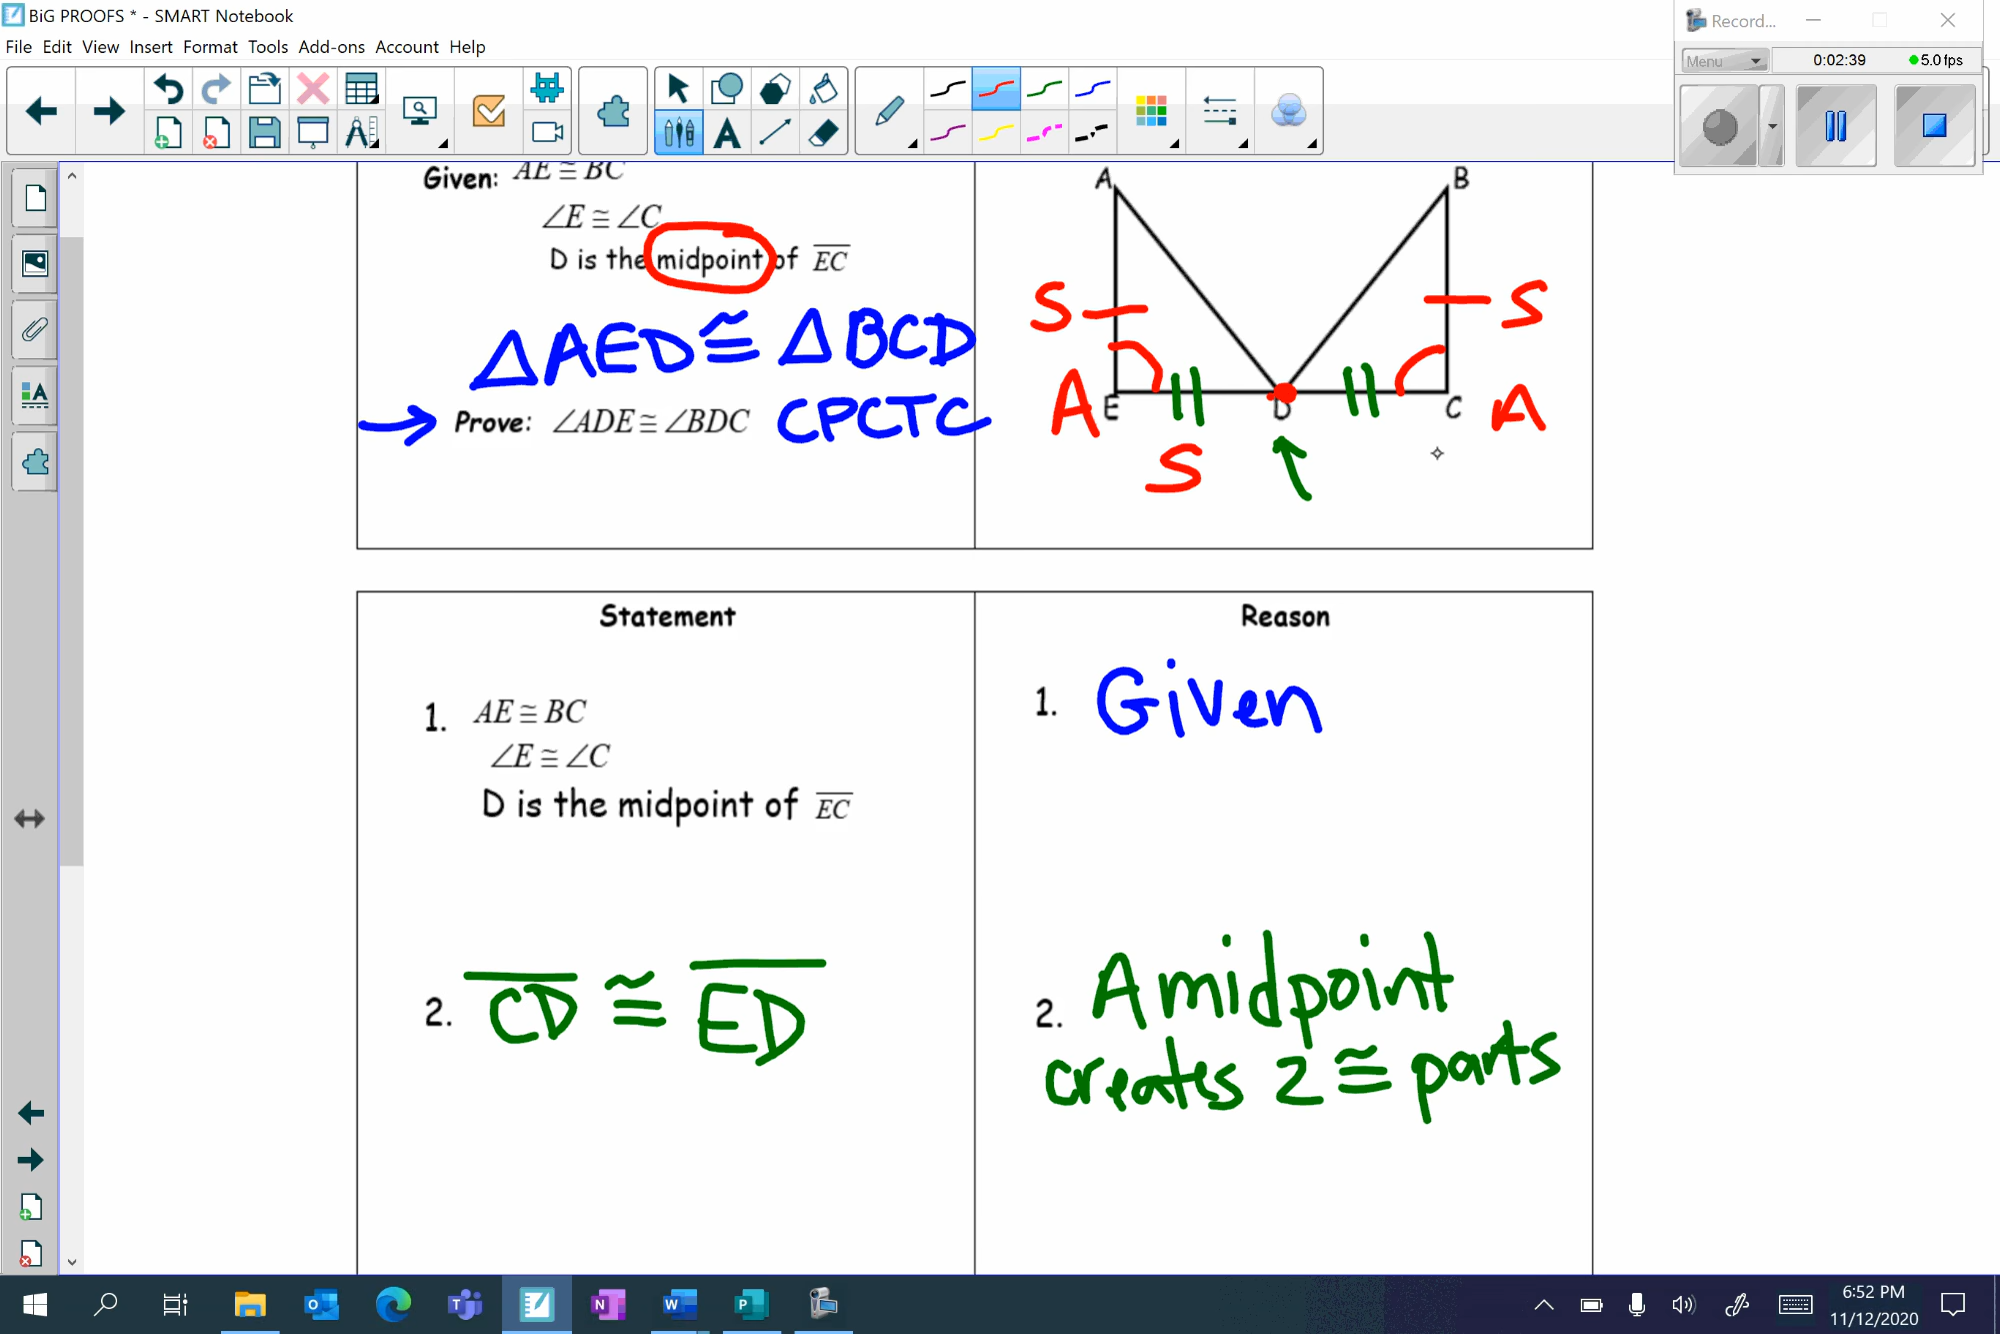 BiG PROOFS * - SMART Notebook
File Edit View Insert Format Tools Add-ons Account Help
Record...
Menu 0:02:39 5.0 fps
Given: AE ≅ BC
∠E ≅ ∠C
D is the midpoint of EC
△AED ≅ △BCD
Prove: ∠ADE ≅ ∠BDC CPCTC
A B
S S
A E D C A
S
Statement
1. AE ≅ BC
∠E ≅ ∠C
D is the midpoint of EC
2. CD ≅ ED
Reason
1. Given
2. A midpoint
creates 2 ≅ parts
6:52 PM
11/12/2020